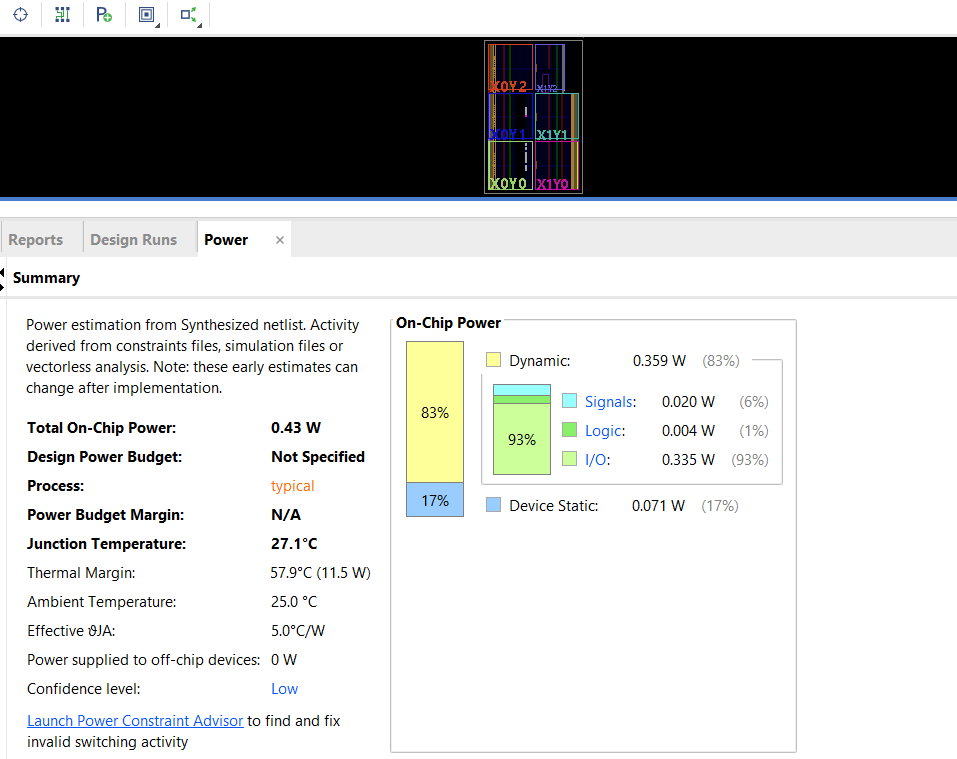 X0Y2
X0Y1
X1Y1
X0Y0
X1Y0
Reports
Design Runs
Power
Summary
Power estimation from Synthesized netlist. Activity
derived from constraints files, simulation files or
vectorless analysis. Note: these early estimates can
change after implementation.
Total On-Chip Power: 0.43 W
Design Power Budget: Not Specified
Process: typical
Power Budget Margin: N/A
Junction Temperature: 27.1°C
Thermal Margin: 57.9°C (11.5 W)
Ambient Temperature: 25.0 °C
Effective ϑJA: 5.0°C/W
Power supplied to off-chip devices: 0 W
Confidence level: Low
Launch Power Constraint Advisor to find and fix
invalid switching activity
On-Chip Power
83%
17%
Dynamic: 0.359 W (83%)
93%
Signals: 0.020 W (6%)
Logic: 0.004 W (1%)
I/O: 0.335 W (93%)
Device Static: 0.071 W (17%)